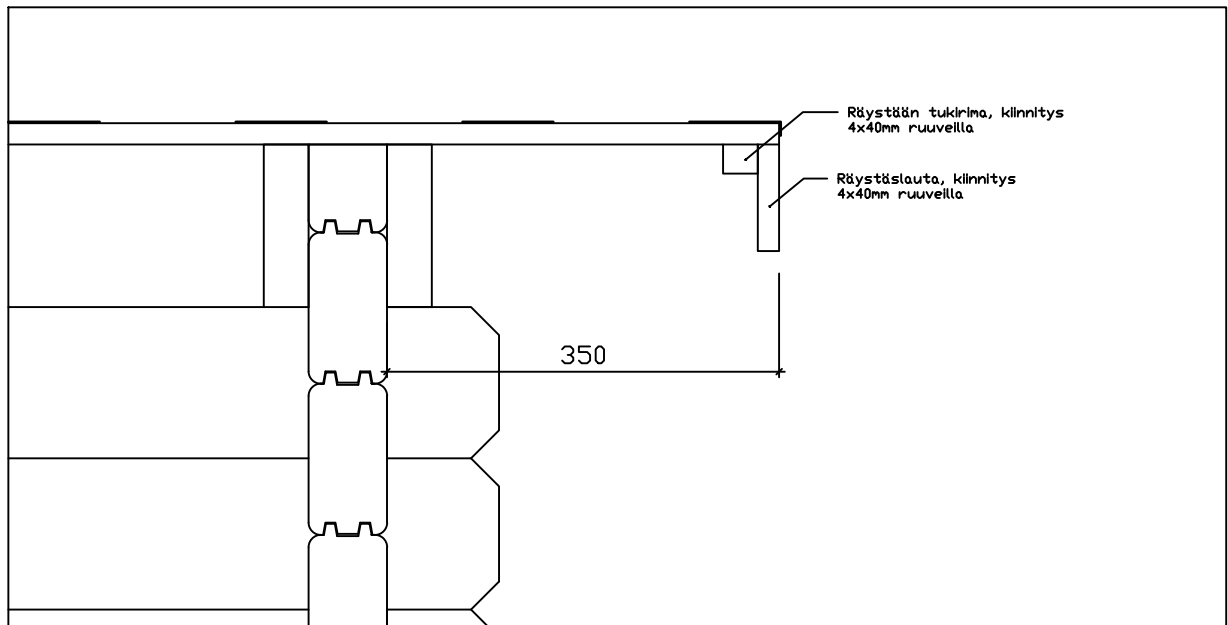 Räystään tukirima, kiinnitys
4x40mm ruuveilla
Räystäslauta, kiinnitys
4x40mm ruuveilla
350